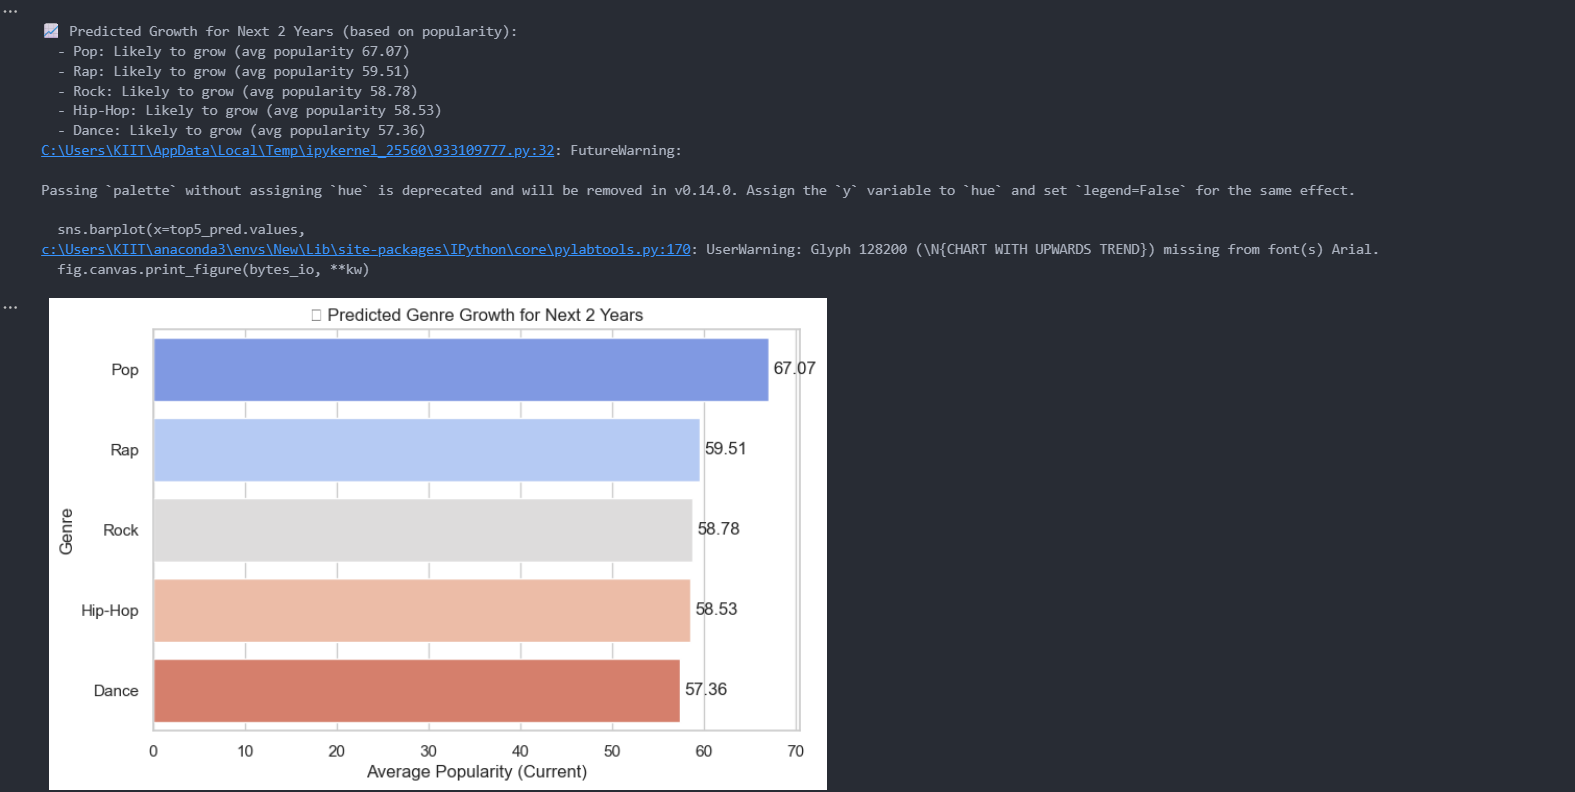 📈 Predicted Growth for Next 2 Years (based on popularity):
- Pop: Likely to grow (avg popularity 67.07)
- Rap: Likely to grow (avg popularity 59.51)
- Rock: Likely to grow (avg popularity 58.78)
- Hip-Hop: Likely to grow (avg popularity 58.53)
- Dance: Likely to grow (avg popularity 57.36)
C:\Users\KIIT\AppData\Local\Temp\ipykernel_25560\933109777.py:32: FutureWarning:
Passing `palette` without assigning `hue` is deprecated and will be removed in v0.14.0. Assign the `y` variable to `hue` and set `legend=False` for the same effect.
sns.barplot(x=top5_pred.values,
c:\Users\KIIT\anaconda3\envs\New\Lib\site-packages\IPython\core\pylabtools.py:170: UserWarning: Glyph 128200 (\N{CHART WITH UPWARDS TREND}) missing from font(s) Arial.
fig.canvas.print_figure(bytes_io, **kw)
Predicted Genre Growth for Next 2 Years
Pop 67.07
Rap 59.51
Rock 58.78
Hip-Hop 58.53
Dance 57.36
Genre
0 10 20 30 40 50 60 70
Average Popularity (Current)